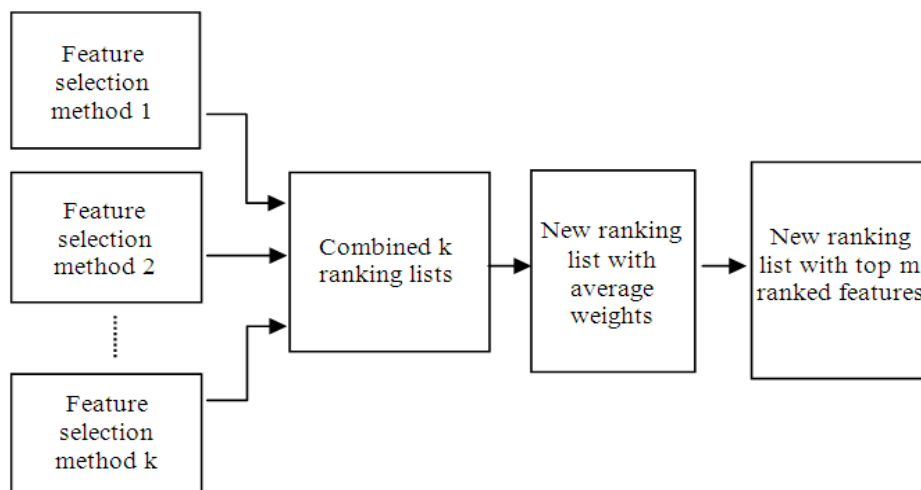 Feature
selection
method 1
Feature
selection
method 2
Feature
selection
method k
Combined k
ranking lists
New ranking
list with
average
weights
New ranking
list with top m
ranked features